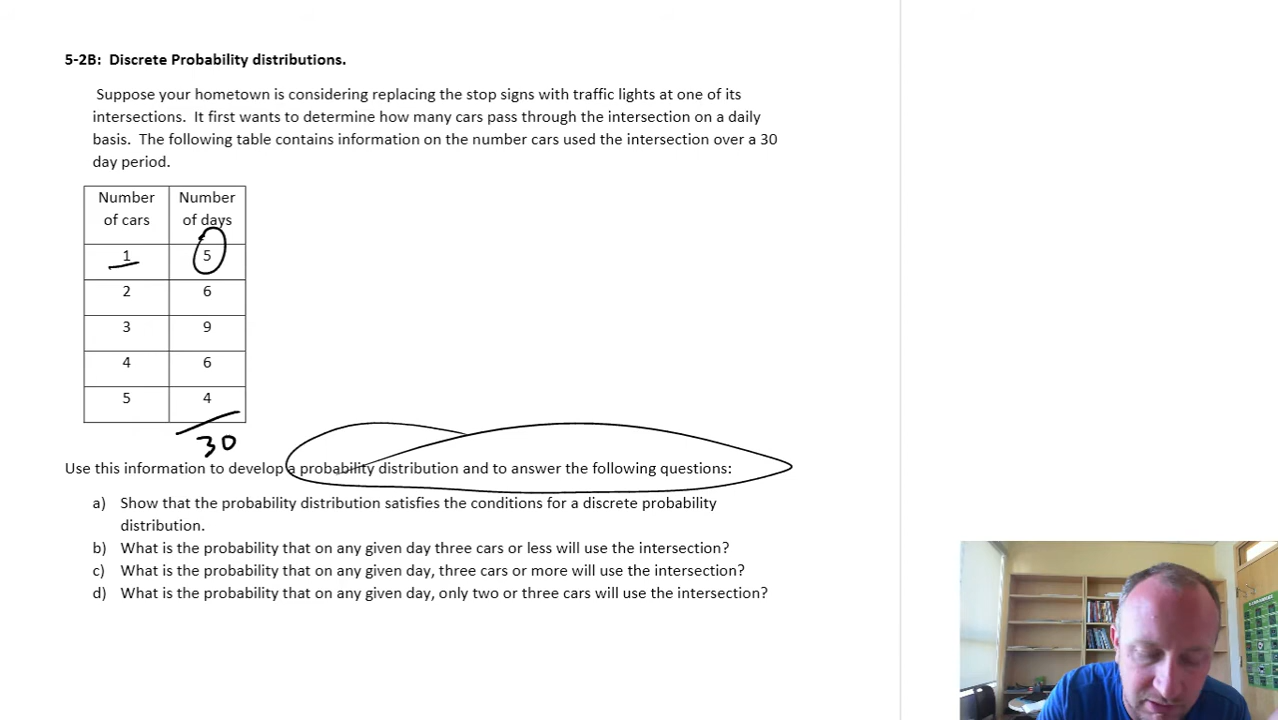 5-2B: Discrete Probability distributions.
Suppose your hometown is considering replacing the stop signs with traffic lights at one of its
intersections. It first wants to determine how many cars pass through the intersection on a daily
basis. The following table contains information on the number cars used the intersection over a 30
day period.
Number of cars Number of days
1 5
2 6
3 9
4 6
5 4
30
Use this information to develop a probability distribution and to answer the following questions:
a) Show that the probability distribution satisfies the conditions for a discrete probability
distribution.
b) What is the probability that on any given day three cars or less will use the intersection?
c) What is the probability that on any given day, three cars or more will use the intersection?
d) What is the probability that on any given day, only two or three cars will use the intersection?